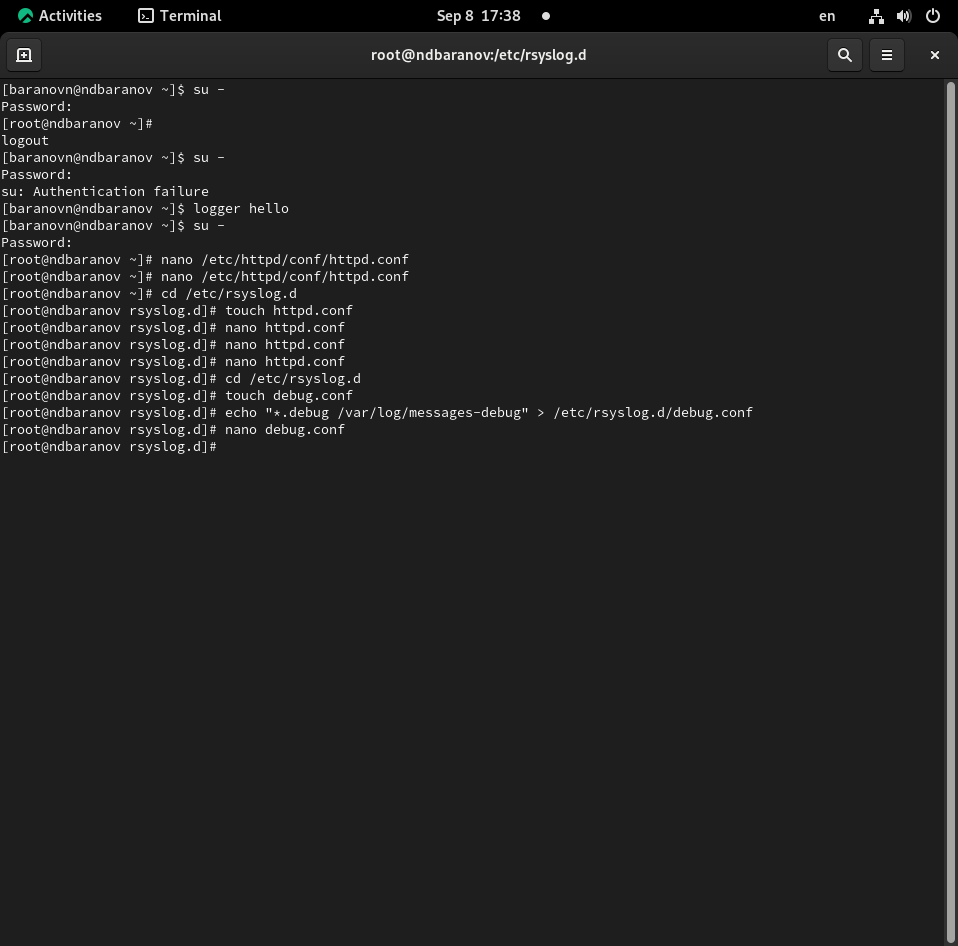 Activities Terminal Sep 8 17:38 en
root@ndbaranov:/etc/rsyslog.d
[baranovn@ndbaranov ~]$ su -
Password:
[root@ndbaranov ~]#
logout
[baranovn@ndbaranov ~]$ su -
Password:
su: Authentication failure
[baranovn@ndbaranov ~]$ logger hello
[baranovn@ndbaranov ~]$ su -
Password:
[root@ndbaranov ~]# nano /etc/httpd/conf/httpd.conf
[root@ndbaranov ~]# nano /etc/httpd/conf/httpd.conf
[root@ndbaranov ~]# cd /etc/rsyslog.d
[root@ndbaranov rsyslog.d]# touch httpd.conf
[root@ndbaranov rsyslog.d]# nano httpd.conf
[root@ndbaranov rsyslog.d]# nano httpd.conf
[root@ndbaranov rsyslog.d]# nano httpd.conf
[root@ndbaranov rsyslog.d]# cd /etc/rsyslog.d
[root@ndbaranov rsyslog.d]# touch debug.conf
[root@ndbaranov rsyslog.d]# echo "*.debug /var/log/messages-debug" > /etc/rsyslog.d/debug.conf
[root@ndbaranov rsyslog.d]# nano debug.conf
[root@ndbaranov rsyslog.d]#